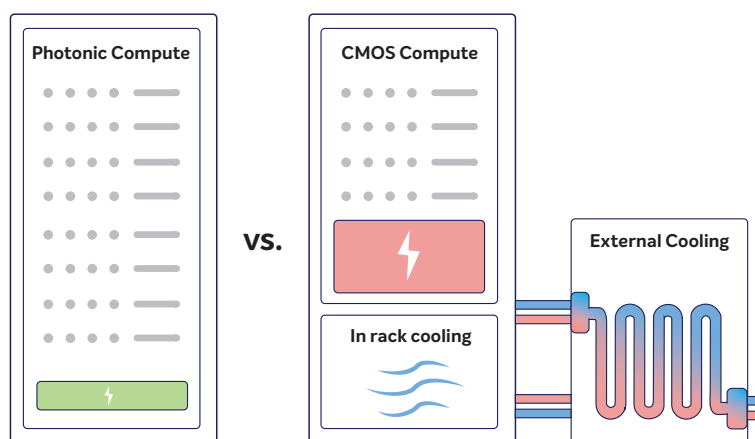 Photonic Compute
vs.
CMOS Compute
In rack cooling
External Cooling